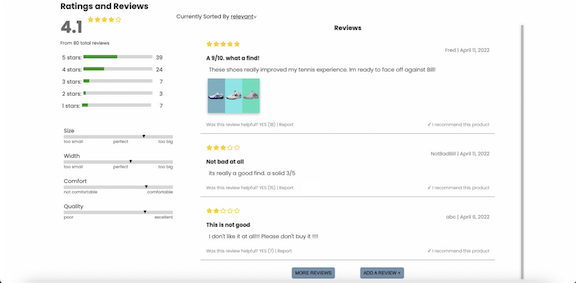 Ratings and Reviews
4.1
From 80 total reviews
5 stars: 39
4 stars: 24
3 stars: 7
2 stars: 3
1 stars: 7
Size
too small perfect too big
Width
too small perfect too big
Comfort
not comfortable comfortable
Quality
poor excellent
Currently Sorted By relevant
Reviews
Fred | April 11, 2022
A 9/10. what a find!
These shoes really improved my tennis experience. Im ready to face off against Bill!
Was this review helpful? YES (18) | Report ✓ I recommend this product
NotBadBill | April 11, 2022
Not bad at all
its really a good find. a solid 3/5
Was this review helpful? YES (15) | Report ✓ I recommend this product
abc | April 6, 2022
This is not good
I don't like it at all!!! Please don't buy it !!!!
Was this review helpful? YES (7) | Report ✓ I recommend this product
MORE REVIEWS ADD A REVIEW +